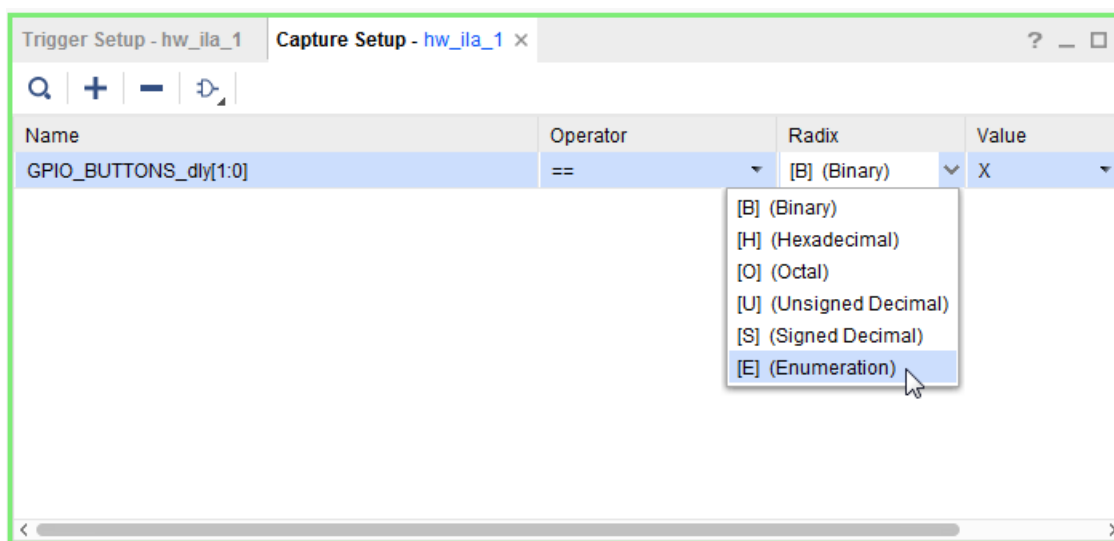 Trigger Setup - hw_ila_1 Capture Setup - hw_ila_1 × ?
Name Operator Radix Value
GPIO_BUTTONS_dly[1:0] == [B] (Binary) X
[B] (Binary)
[H] (Hexadecimal)
[O] (Octal)
[U] (Unsigned Decimal)
[S] (Signed Decimal)
[E] (Enumeration)